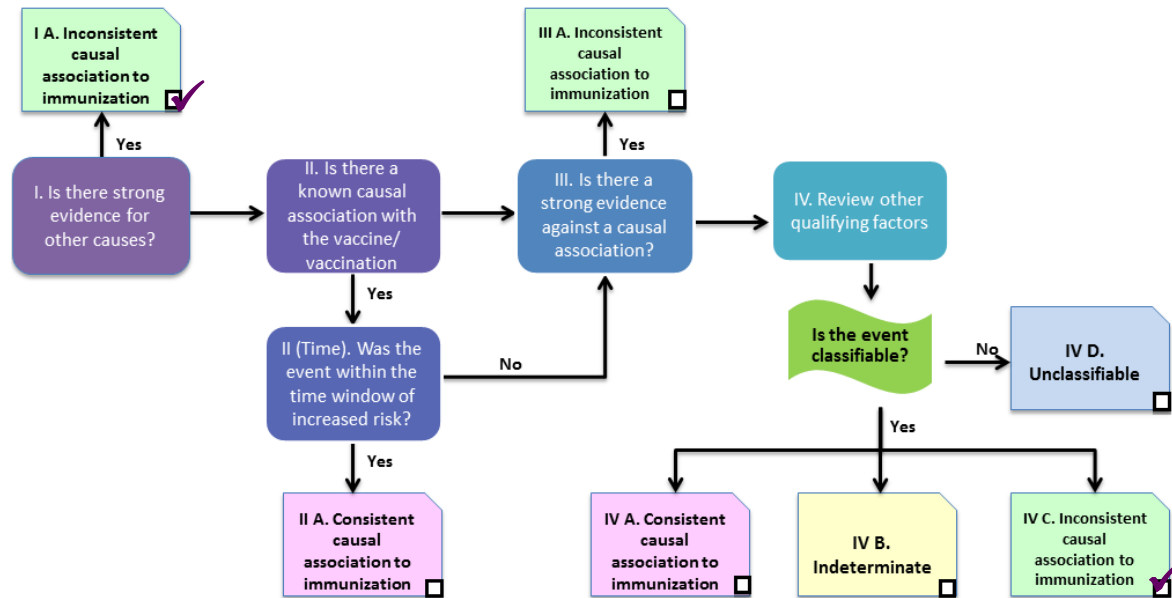 I A. Inconsistent
causal
association to
immunization
III A. Inconsistent
causal
association to
immunization
Yes
Yes
I. Is there strong
evidence for
other causes?
II. Is there a
known causal
association with
the vaccine/
vaccination
III. Is there a
strong evidence
against a causal
association?
IV. Review other
qualifying factors
Yes
II (Time). Was the
event within the
time window of
increased risk?
No
Is the event
classifiable?
No
IV D.
Unclassifiable
Yes
Yes
II A. Consistent
causal
association to
immunization
IV A. Consistent
causal
association to
immunization
IV B.
Indeterminate
IV C. Inconsistent
causal
association to
immunization